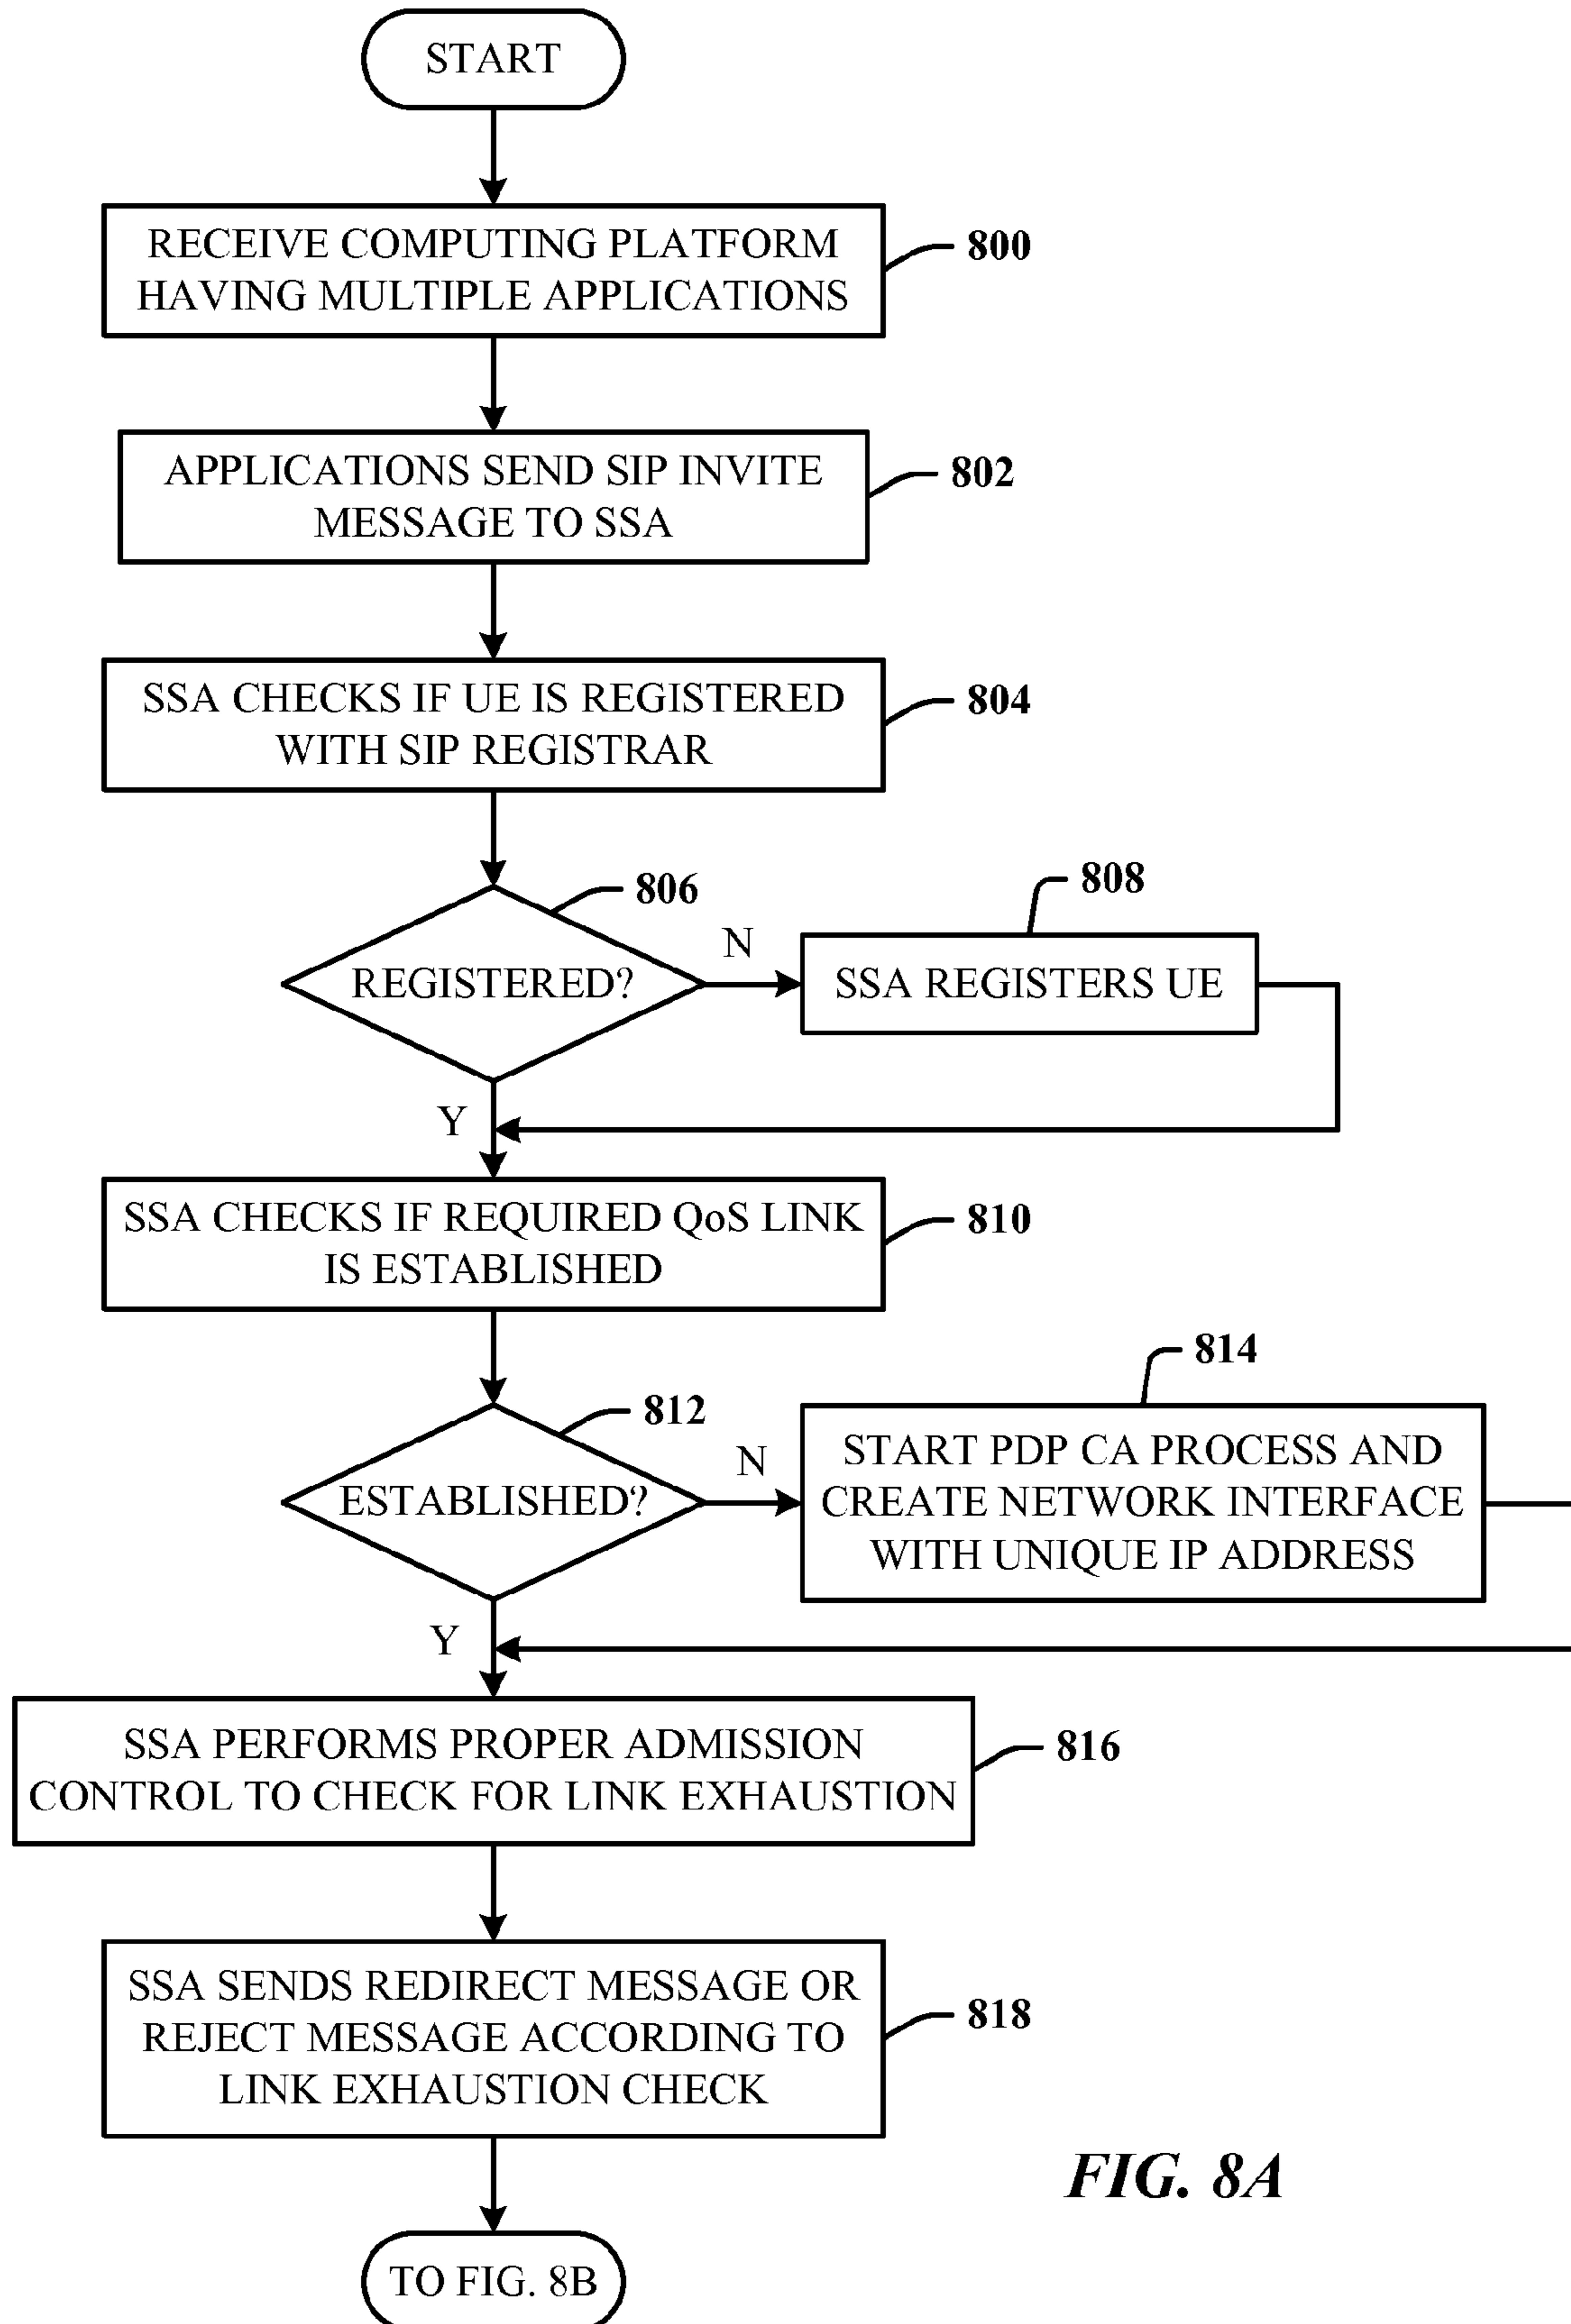 START
RECEIVE COMPUTING PLATFORM
HAVING MULTIPLE APPLICATIONS
800
APPLICATIONS SEND SIP INVITE
MESSAGE TO SSA
802
SSA CHECKS IF UE IS REGISTERED
WITH SIP REGISTRAR
804
806
REGISTERED?
N
808
SSA REGISTERS UE
Y
SSA CHECKS IF REQUIRED QoS LINK
IS ESTABLISHED
810
812
ESTABLISHED?
N
814
START PDP CA PROCESS AND
CREATE NETWORK INTERFACE
WITH UNIQUE IP ADDRESS
Y
SSA PERFORMS PROPER ADMISSION
CONTROL TO CHECK FOR LINK EXHAUSTION
816
SSA SENDS REDIRECT MESSAGE OR
REJECT MESSAGE ACCORDING TO
LINK EXHAUSTION CHECK
818
FIG. 8A
TO FIG. 8B